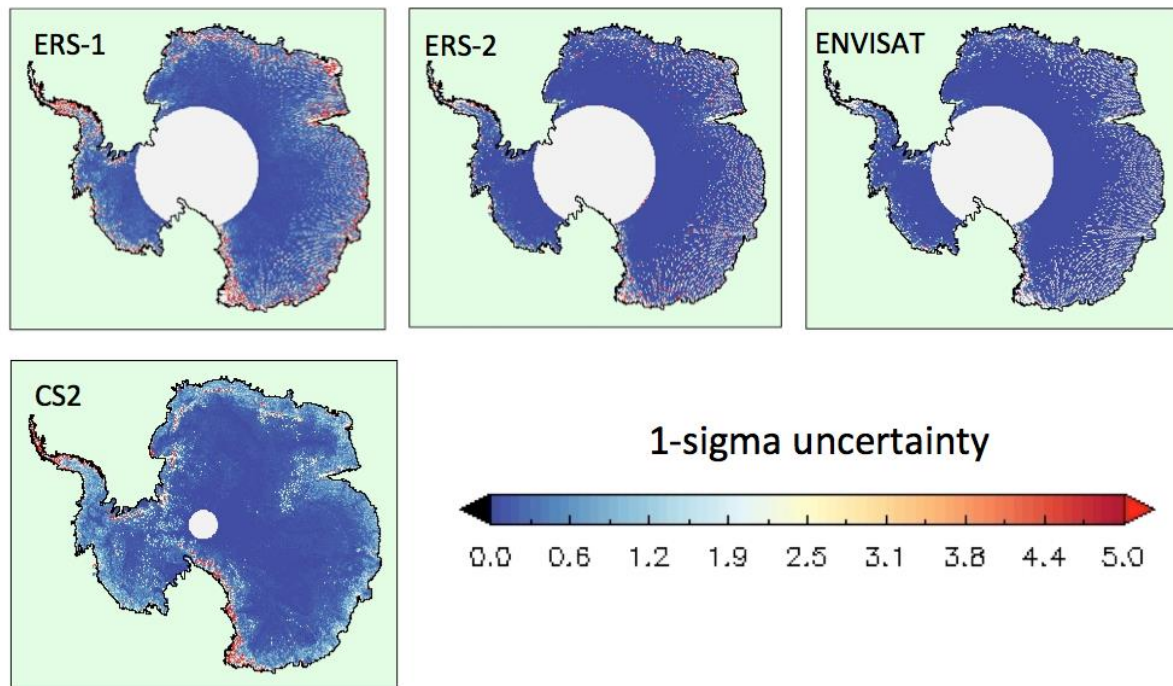 ERS-1
ERS-2
ENVISAT
CS2
1-sigma uncertainty
0.0 0.6 1.2 1.9 2.5 3.1 3.8 4.4 5.0